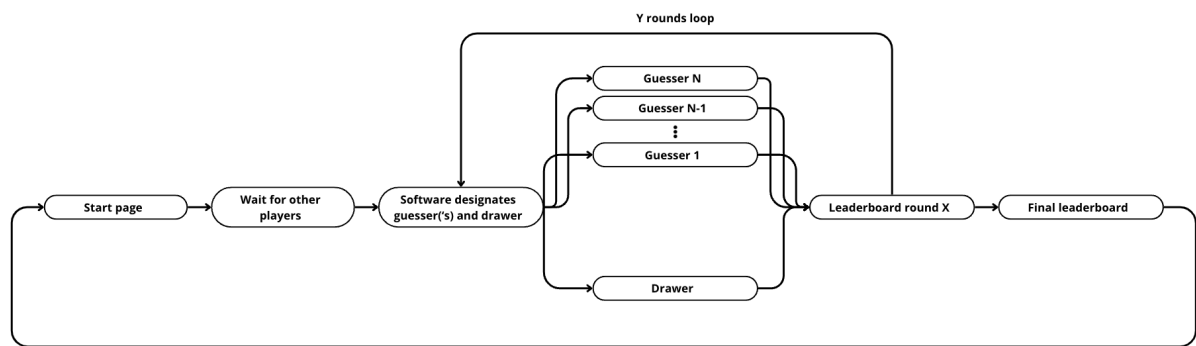 Y rounds loop
Guesser N
Guesser N-1
Guesser 1
Start page
Wait for other
players
Software designates
guesser(‘s) and drawer
Leaderboard round X
Final leaderboard
Drawer